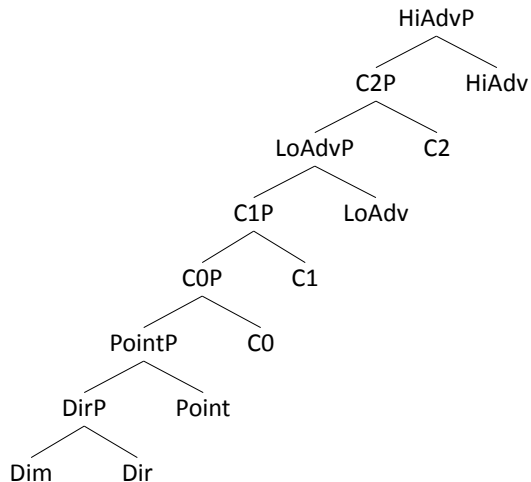 HiAdvP
C2P HiAdv
LoAdvP C2
C1P LoAdv
C0P C1
PointP C0
DirP Point
Dim Dir